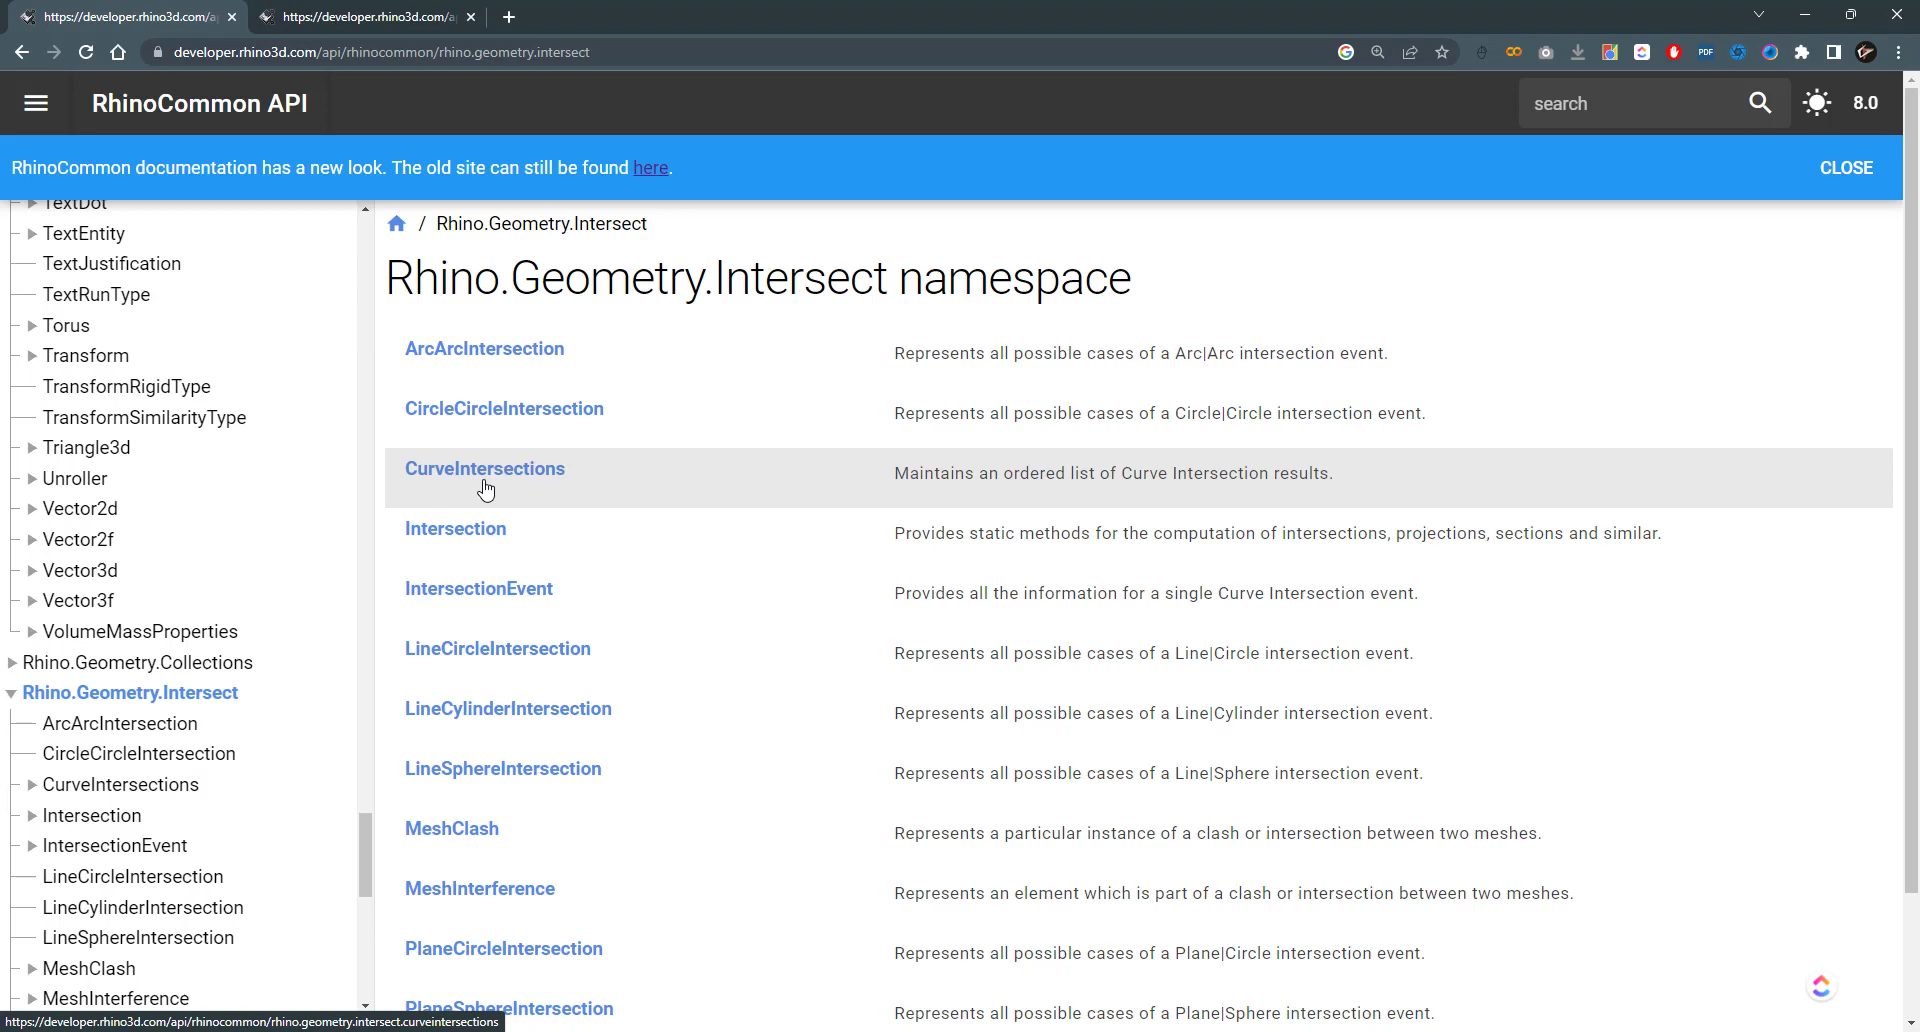 https://developer.rhino3d.com/a
https://developer.rhino3d.com/a
developer.rhino3d.com/api/rhinocommon/rhino.geometry.intersect
PDF
RhinoCommon API
search
8.0
RhinoCommon documentation has a new look. The old site can still be found here.
CLOSE
TextDot
TextEntity
TextJustification
TextRunType
Torus
Transform
TransformRigidType
TransformSimilarityType
Triangle3d
Unroller
Vector2d
Vector2f
Vector3d
Vector3f
VolumeMassProperties
Rhino.Geometry.Collections
Rhino.Geometry.Intersect
ArcArcIntersection
CircleCircleIntersection
CurveIntersections
Intersection
IntersectionEvent
LineCircleIntersection
LineCylinderIntersection
LineSphereIntersection
MeshClash
MeshInterference
/ Rhino.Geometry.Intersect
Rhino.Geometry.Intersect namespace
ArcArcIntersection Represents all possible cases of a Arc|Arc intersection event.
CircleCircleIntersection Represents all possible cases of a Circle|Circle intersection event.
CurveIntersections Maintains an ordered list of Curve Intersection results.
Intersection Provides static methods for the computation of intersections, projections, sections and similar.
IntersectionEvent Provides all the information for a single Curve Intersection event.
LineCircleIntersection Represents all possible cases of a Line|Circle intersection event.
LineCylinderIntersection Represents all possible cases of a Line|Cylinder intersection event.
LineSphereIntersection Represents all possible cases of a Line|Sphere intersection event.
MeshClash Represents a particular instance of a clash or intersection between two meshes.
MeshInterference Represents an element which is part of a clash or intersection between two meshes.
PlaneCircleIntersection Represents all possible cases of a Plane|Circle intersection event.
PlaneSphereIntersection Represents all possible cases of a Plane|Sphere intersection event.
https://developer.rhino3d.com/api/rhinocommon/rhino.geometry.intersect.curveintersections